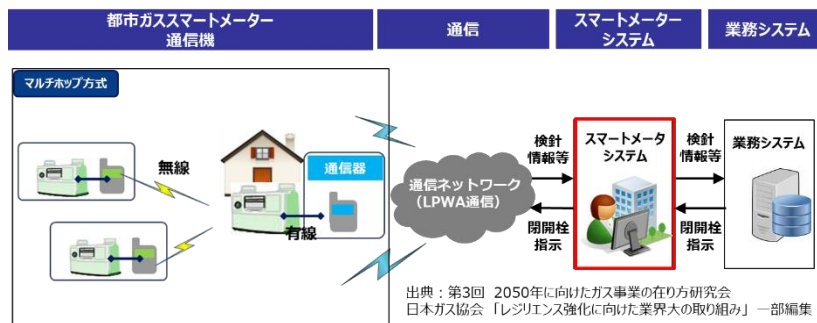 都市ガススマートメーター
通信機
通信
スマートメーター
システム
業務システム
マルチホップ方式
無線
通信器
有線
通信ネットワーク
(LPWA通信)
検針
情報等
閉開栓
指示
スマートメータ
システム
検針
情報等
閉開栓
指示
業務システム
出典：第3回 2050年に向けたガス事業の在り方研究会
日本ガス協会「レジリエンス強化に向けた業界大の取り組み」一部編集